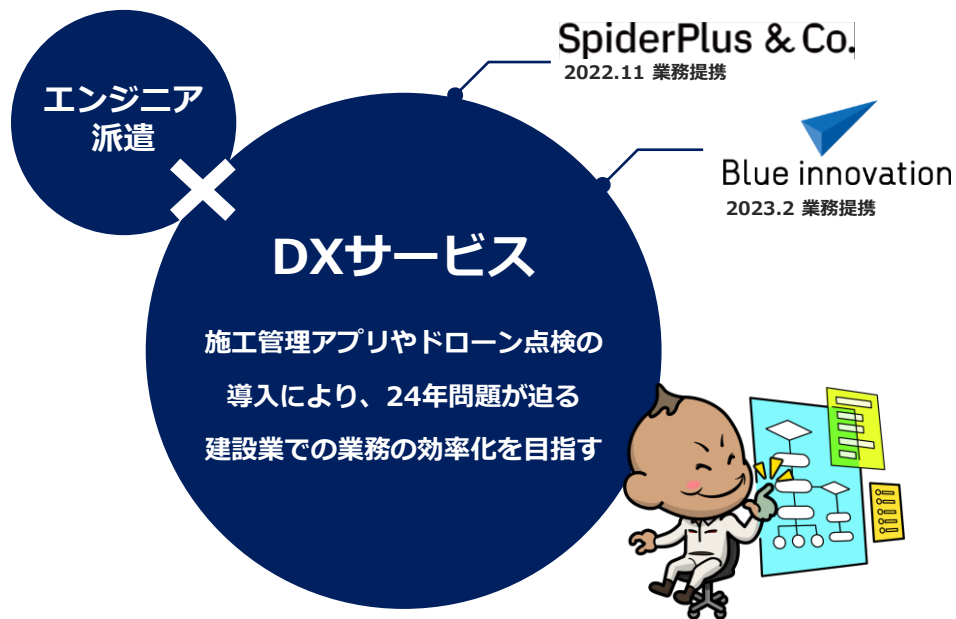 エンジニア
派遣
SpiderPlus & Co.
2022.11 業務提携
Blue innovation
2023.2 業務提携
DXサービス
施工管理アプリやドローン点検の
導入により、24年問題が迫る
建設業での業務の効率化を目指す